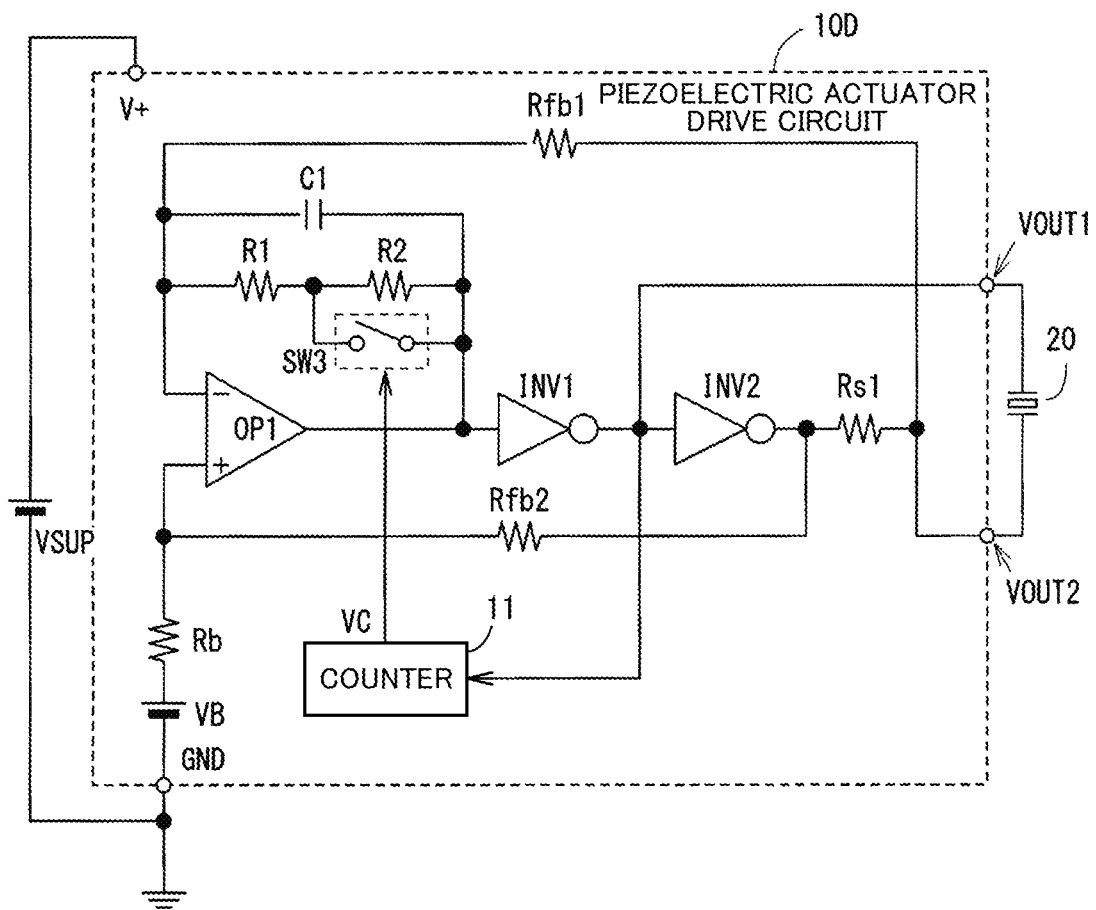 10D
V+
Rfb1
PIEZOELECTRIC ACTUATOR
DRIVE CIRCUIT
C1
VOUT1
R1
R2
SW3
20
INV1
INV2
Rs1
−
OP1
+
Rfb2
VSUP
VOUT2
VC
11
Rb
COUNTER
VB
GND